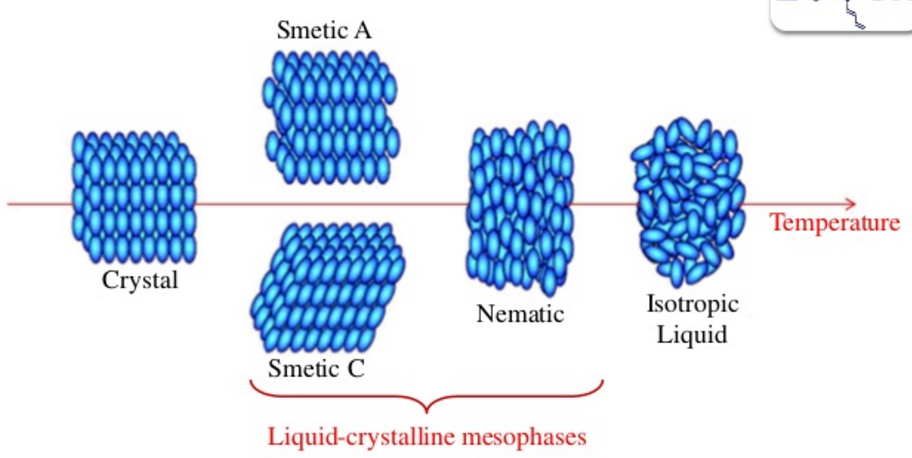 Smetic A
Temperature
Crystal
Nematic
Isotropic
Liquid
Smetic C
Liquid-crystalline mesophases